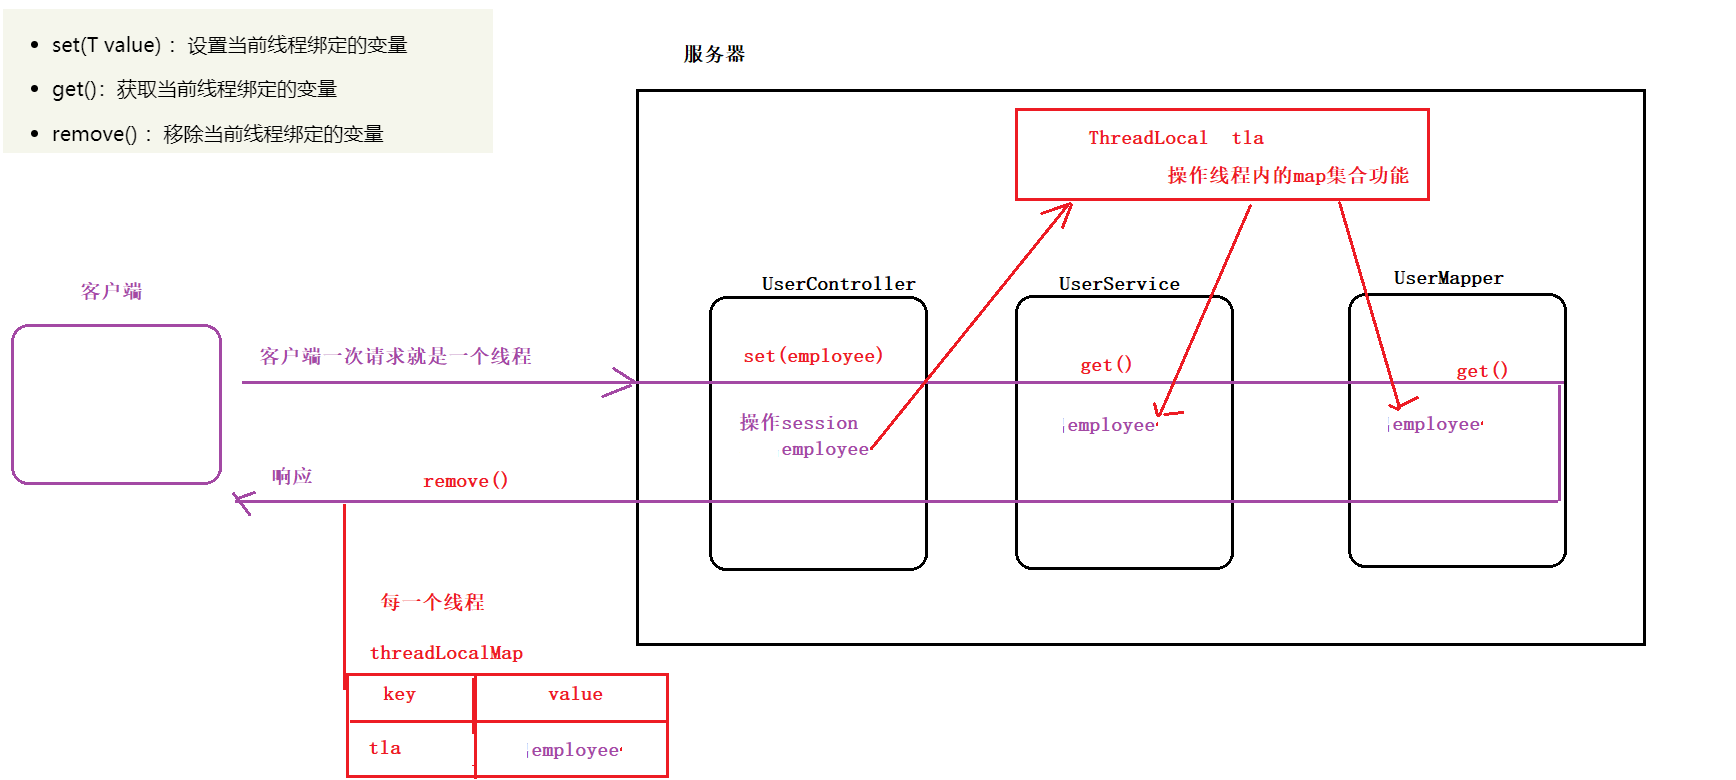 set(T value) ：设置当前线程绑定的变量
get()：获取当前线程绑定的变量
remove() ：移除当前线程绑定的变量
服务器
ThreadLocal tla
操作线程内的map集合功能
客户端
UserController
UserService
UserMapper
客户端一次请求就是一个线程
set(employee)
get()
get()
操作session
employee
employee
employee
响应
remove()
每一个线程
threadLocalMap
key value
tla employee